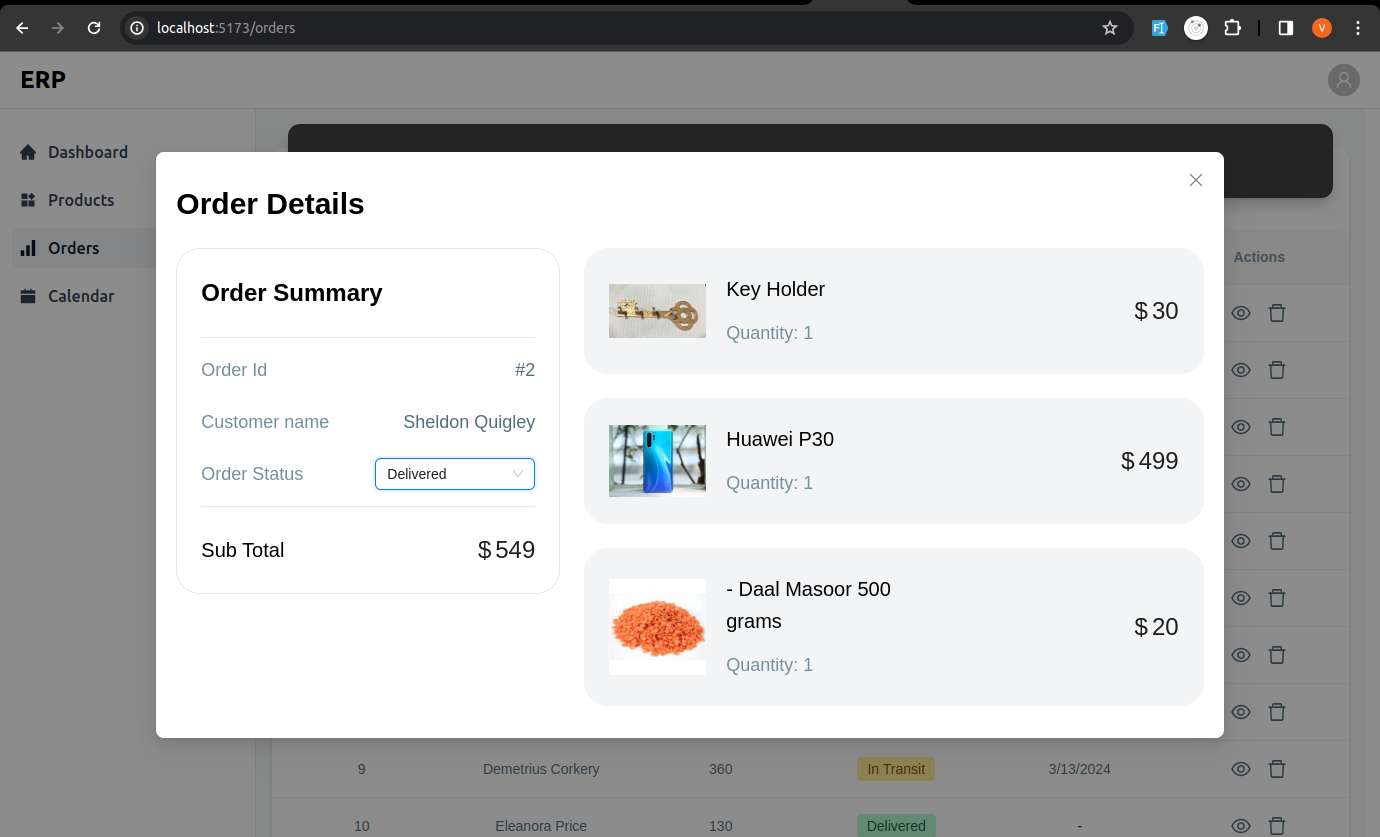 localhost:5173/orders
V
ERP
Dashboard
Products
Orders
Calendar
Order Details
Order Summary
Order Id #2
Customer name Sheldon Quigley
Order Status Delivered
Sub Total $ 549
Key Holder
Quantity: 1
$ 30
Huawei P30
Quantity: 1
$ 499
- Daal Masoor 500
grams
Quantity: 1
$ 20
Actions
9 Demetrius Corkery 360 In Transit 3/13/2024
10 Eleanora Price 130 Delivered -